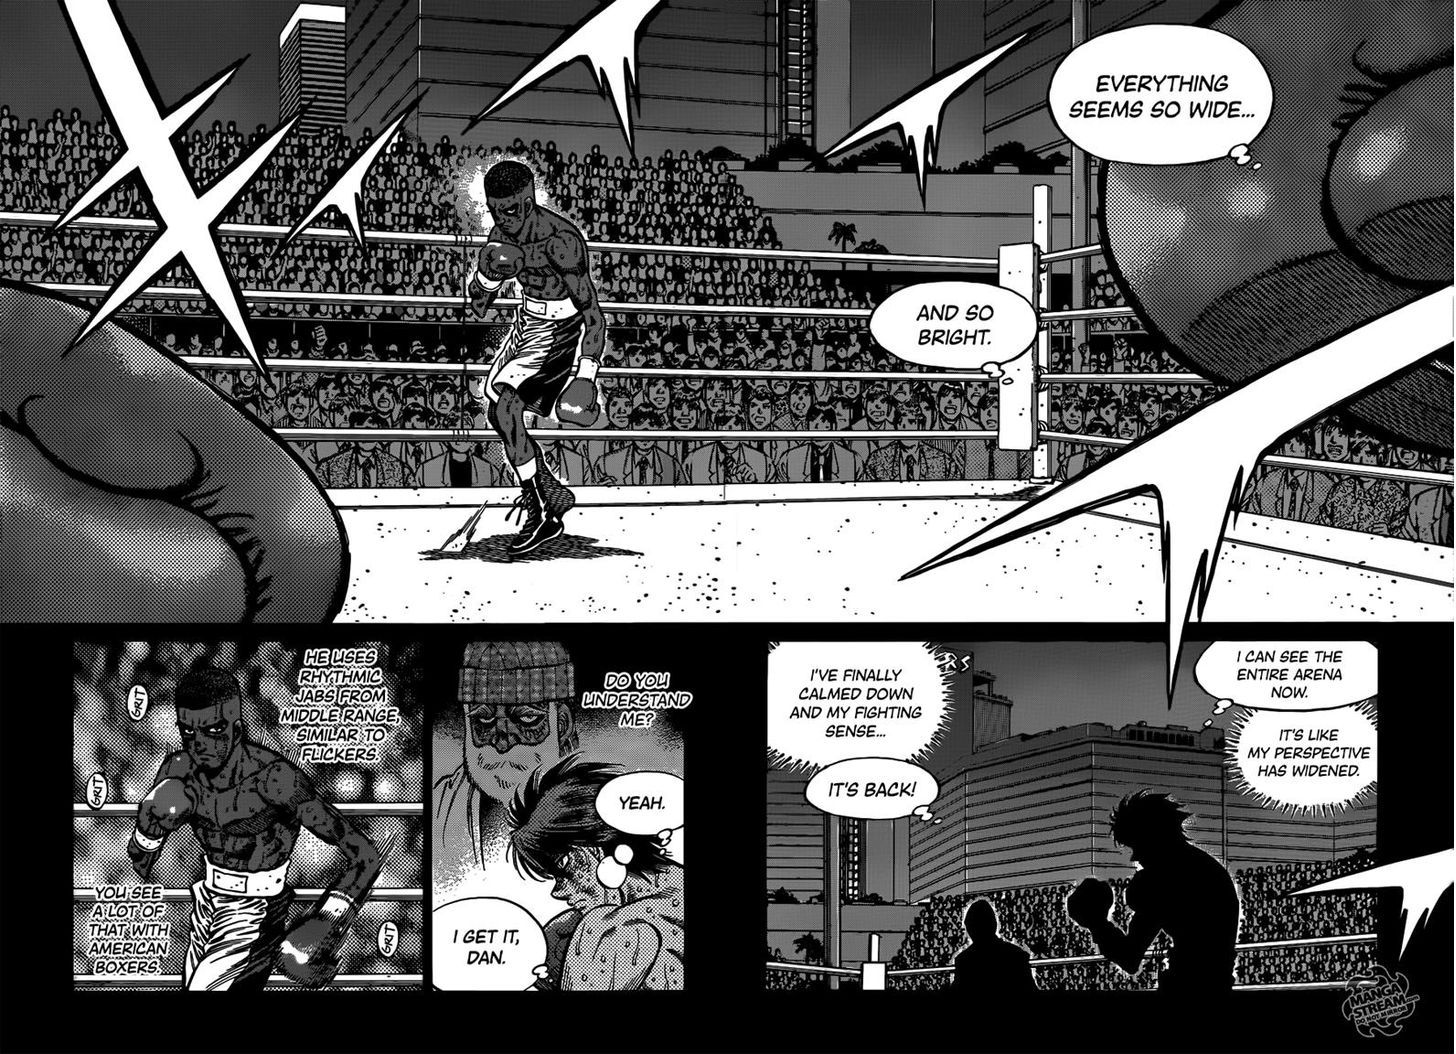 EVERYTHING
SEEMS SO WIDE...
AND SO
BRIGHT.
I'VE FINALLY
CALMED DOWN
AND MY FIGHTING
SENSE...
IT'S BACK!
I CAN SEE THE
ENTIRE ARENA
NOW.
IT'S LIKE
MY PERSPECTIVE
HAS WIDENED.
HE USES
RHYTHMIC
JABS FROM
MIDDLE RANGE,
SIMILAR TO
FLICKERS.
GRIT
GRIT
GRIT
YOU SEE
A LOT OF
THAT WITH
AMERICAN
BOXERS.
DO YOU
UNDERSTAND
ME?
YEAH.
I GET IT,
DAN.
MANGA
STREAM